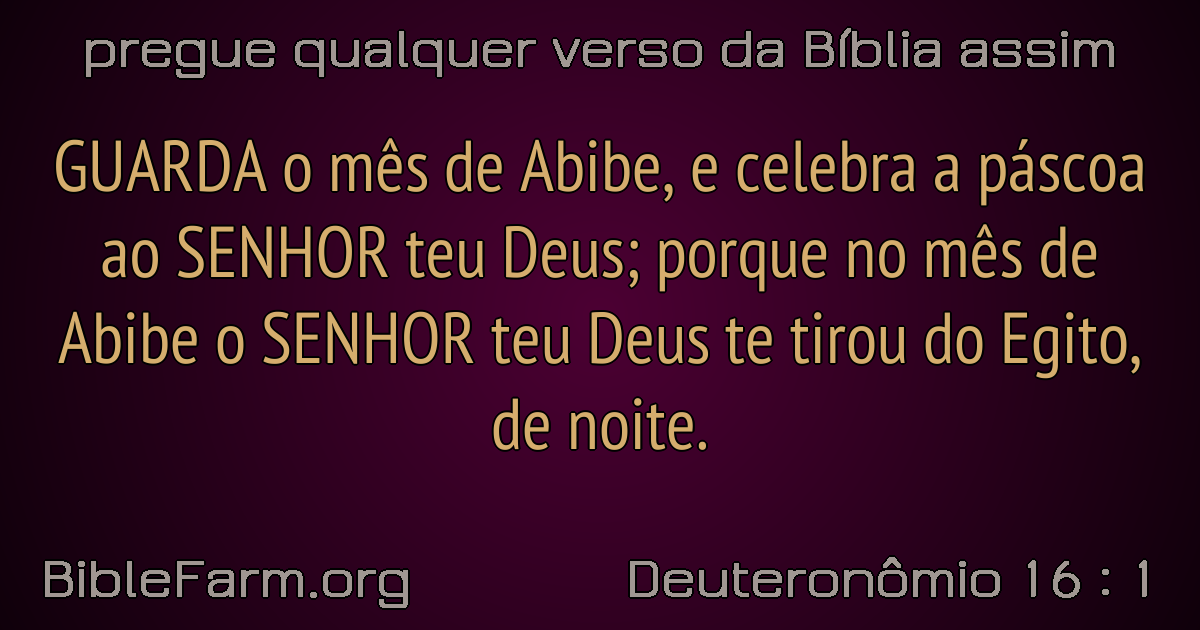 pregue qualquer verso da Bíblia assim
GUARDA o mês de Abibe, e celebra a páscoa
ao SENHOR teu Deus; porque no mês de
Abibe o SENHOR teu Deus te tirou do Egito,
de noite.
BibleFarm.org
Deuteronômio 16 : 1